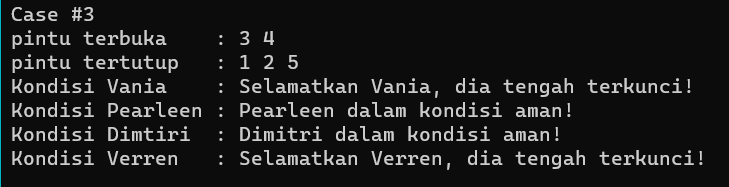 Case #3
pintu terbuka    : 3 4
pintu tertutup   : 1 2 5
Kondisi Vania    : Selamatkan Vania, dia tengah terkunci!
Kondisi Pearleen : Pearleen dalam kondisi aman!
Kondisi Dimtiri  : Dimitri dalam kondisi aman!
Kondisi Verren   : Selamatkan Verren, dia tengah terkunci!